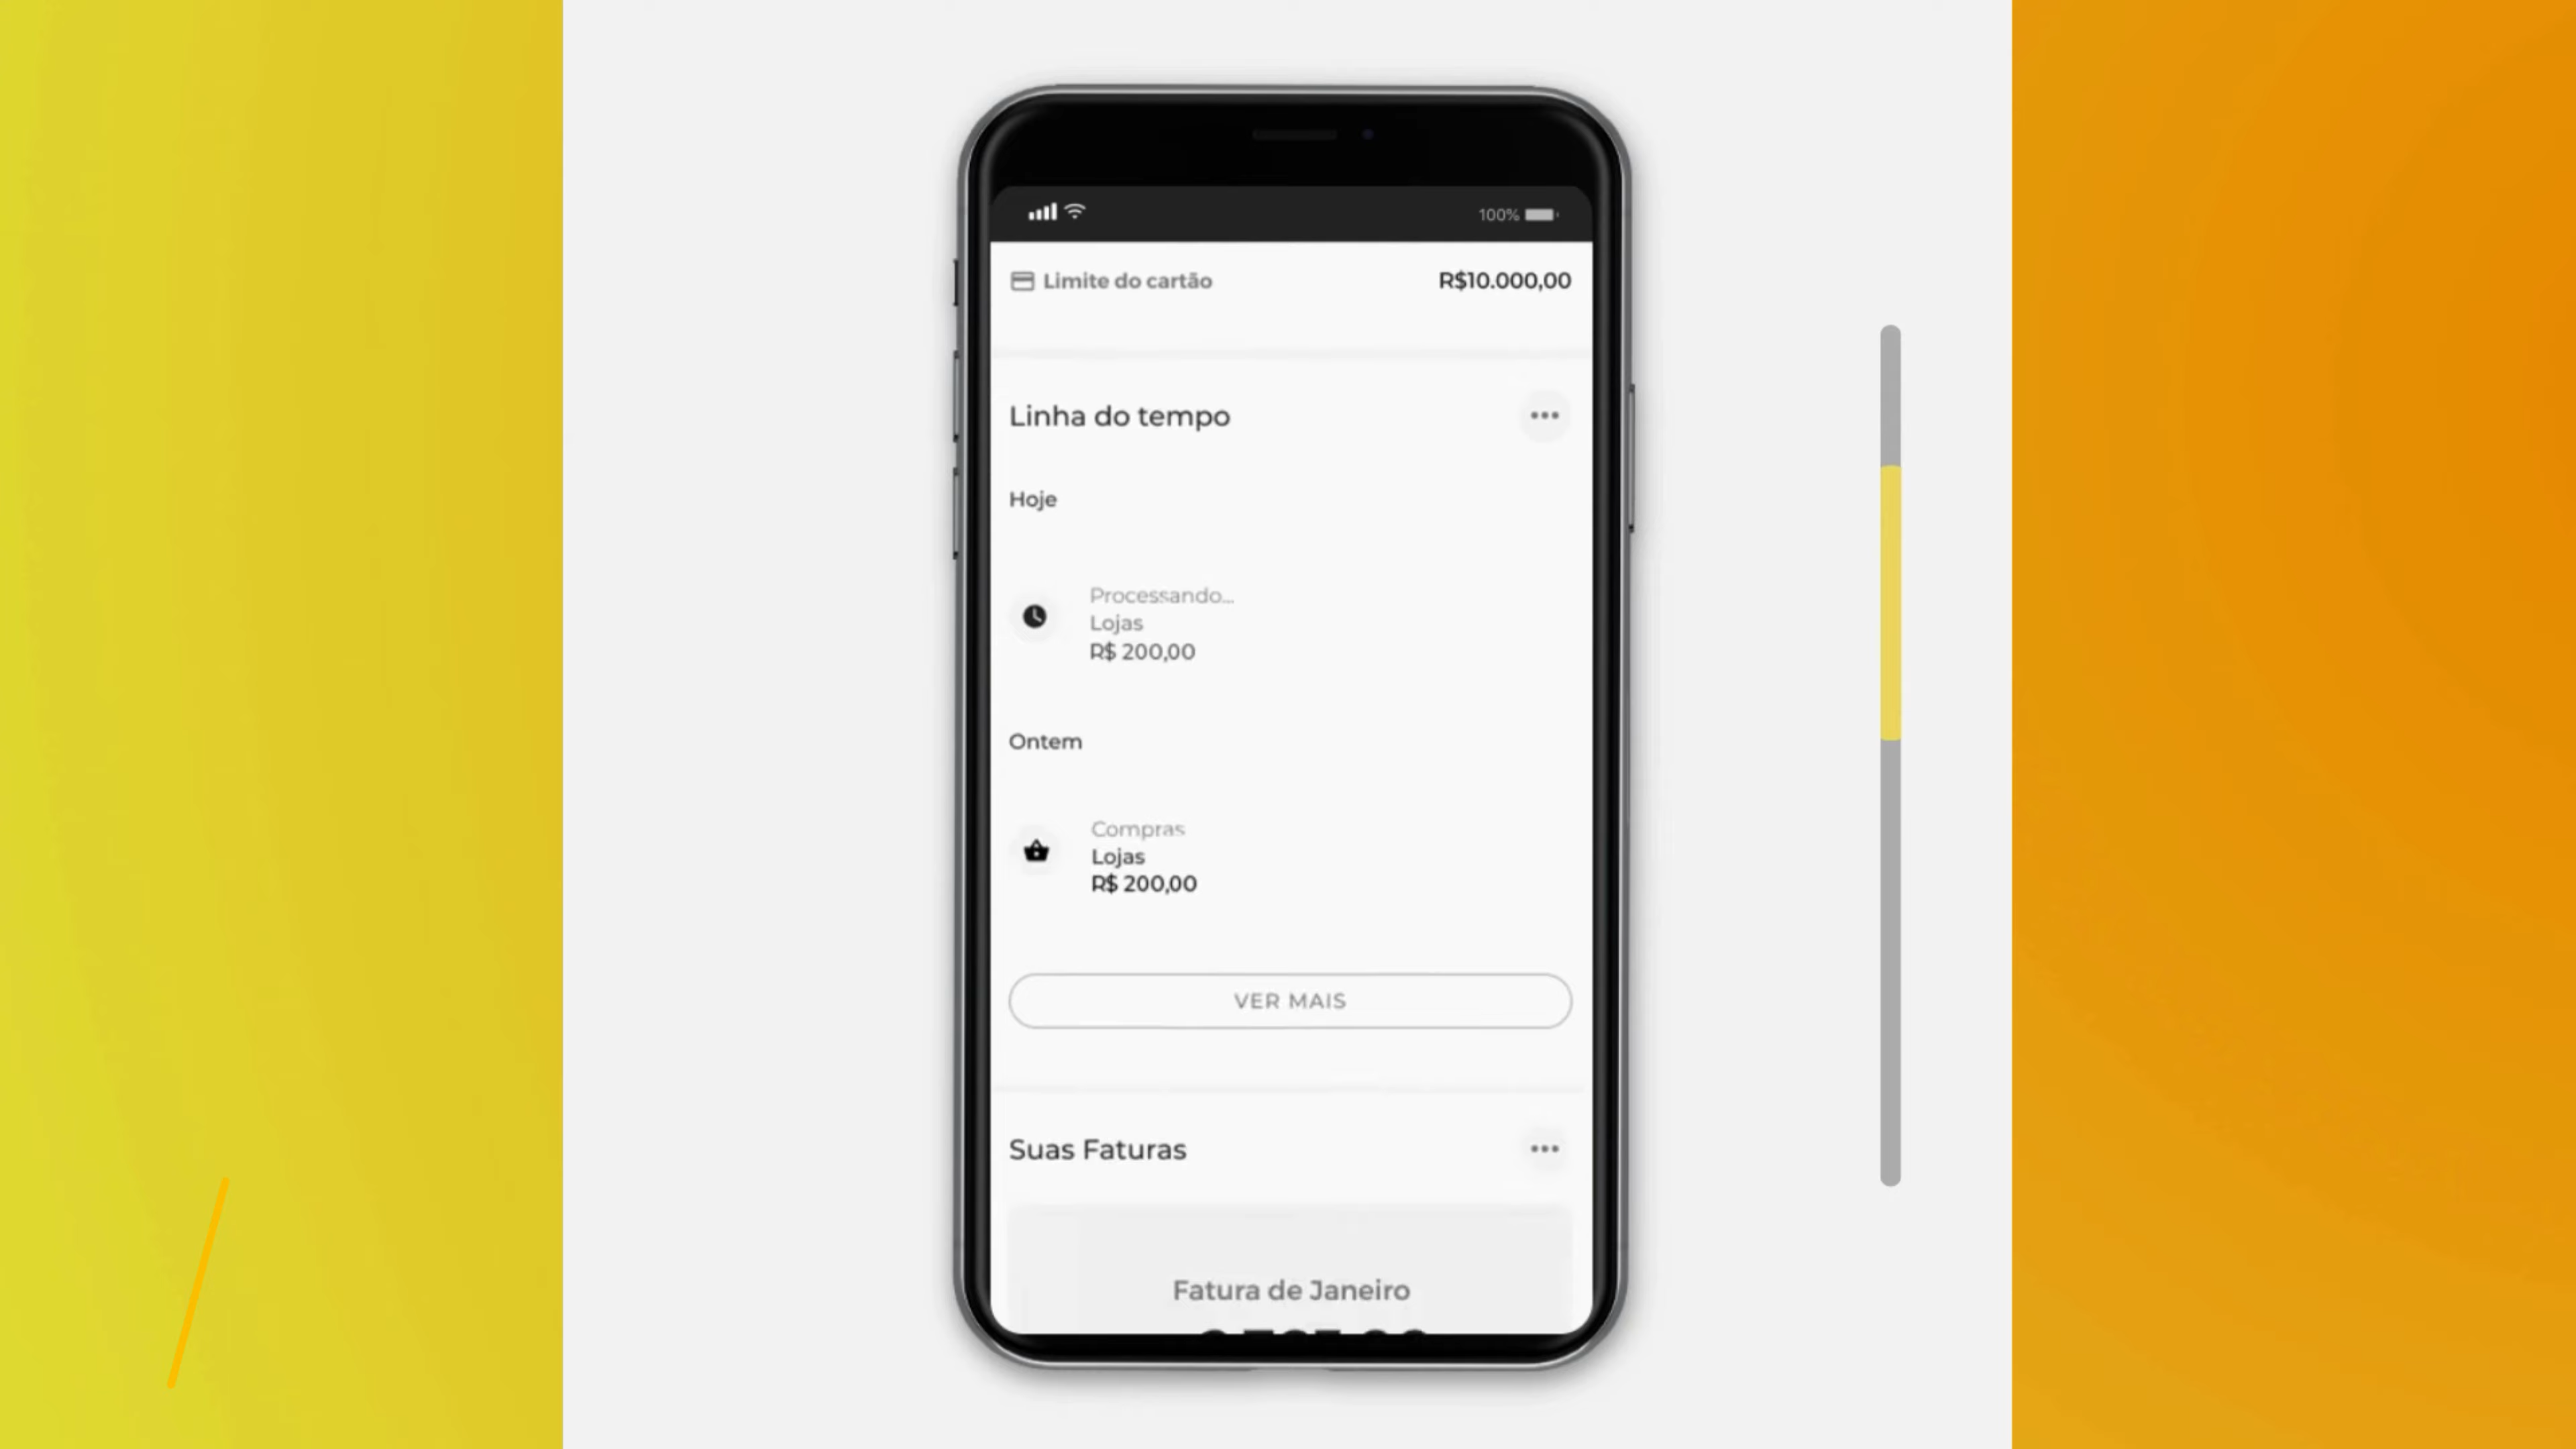 100%
Limite do cartão R$10.000,00
Linha do tempo
Hoje
Processando...
Lojas
R$ 200,00
Ontem
Compras
Lojas
R$ 200,00
VER MAIS
Suas Faturas
Fatura de Janeiro